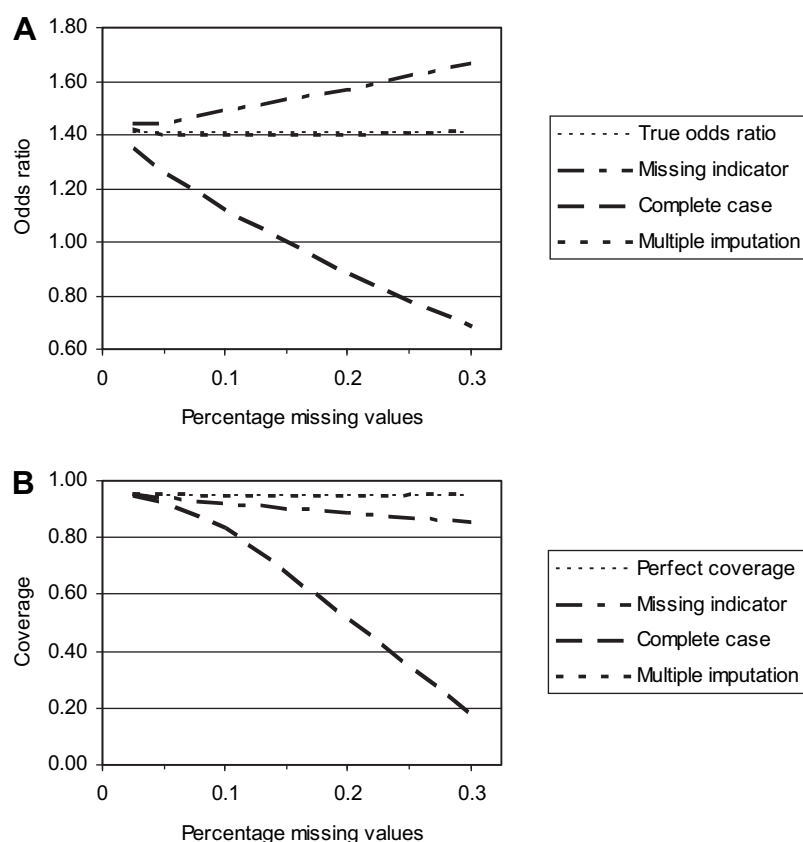 A
1.80
1.60
1.40
1.20
1.00
0.80
0.60
Odds ratio
0
0.1
0.2
0.3
Percentage missing values
True odds ratio
Missing indicator
Complete case
Multiple imputation
B
1.00
0.80
0.60
0.40
0.20
0.00
Coverage
0
0.1
0.2
0.3
Percentage missing values
Perfect coverage
Missing indicator
Complete case
Multiple imputation